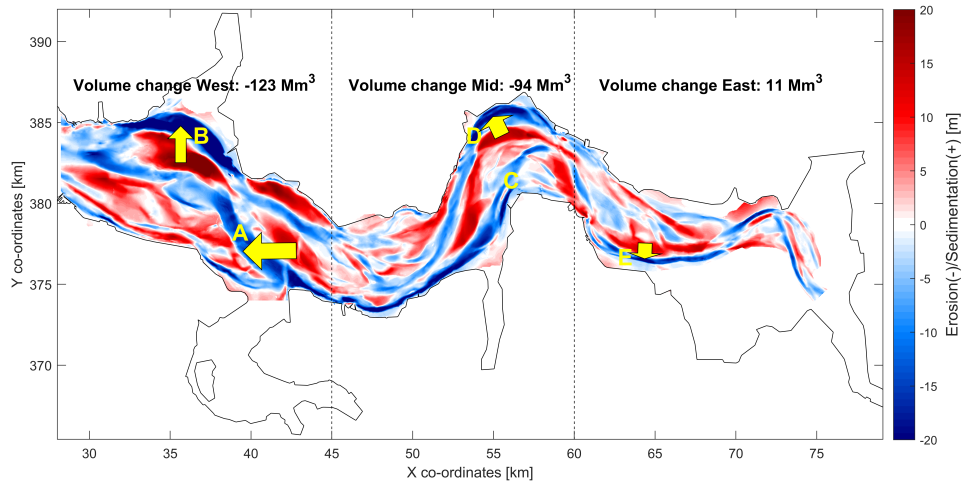 Volume change West: -123 Mm3
Volume change Mid: -94 Mm3
Volume change East: 11 Mm3
A
B
C
D
E
390
385
380
375
370
Y co-ordinates [km]
30 35 40 45 50 55 60 65 70 75
X co-ordinates [km]
20
15
10
5
0
-5
-10
-15
-20
Erosion(-)/Sedimentation(+) [m]